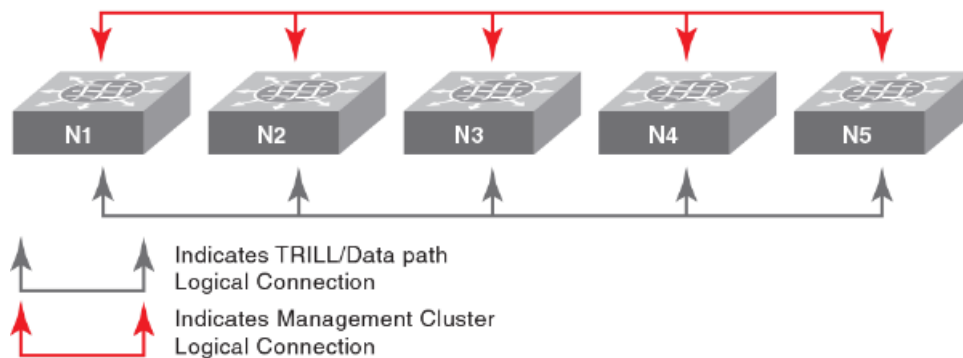 N1 N2 N3 N4 N5
Indicates TRILL/Data path
Logical Connection
Indicates Management Cluster
Logical Connection